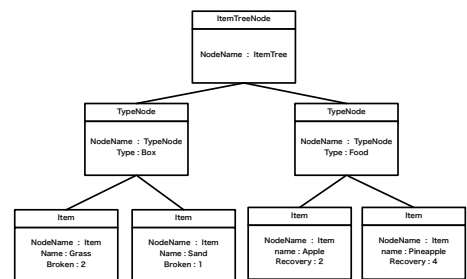 ItemTreeNode
NodeName : ItemTree
TypeNode
NodeName : TypeNode
Type : Box
TypeNode
NodeName : TypeNode
Type : Food
Item
NodeName : Item
Name : Grass
Broken : 2
Item
NodeName : Item
Name : Sand
Broken : 1
Item
NodeName : Item
name : Apple
Recovery : 2
Item
NodeName : Item
name : Pineapple
Recovery : 4